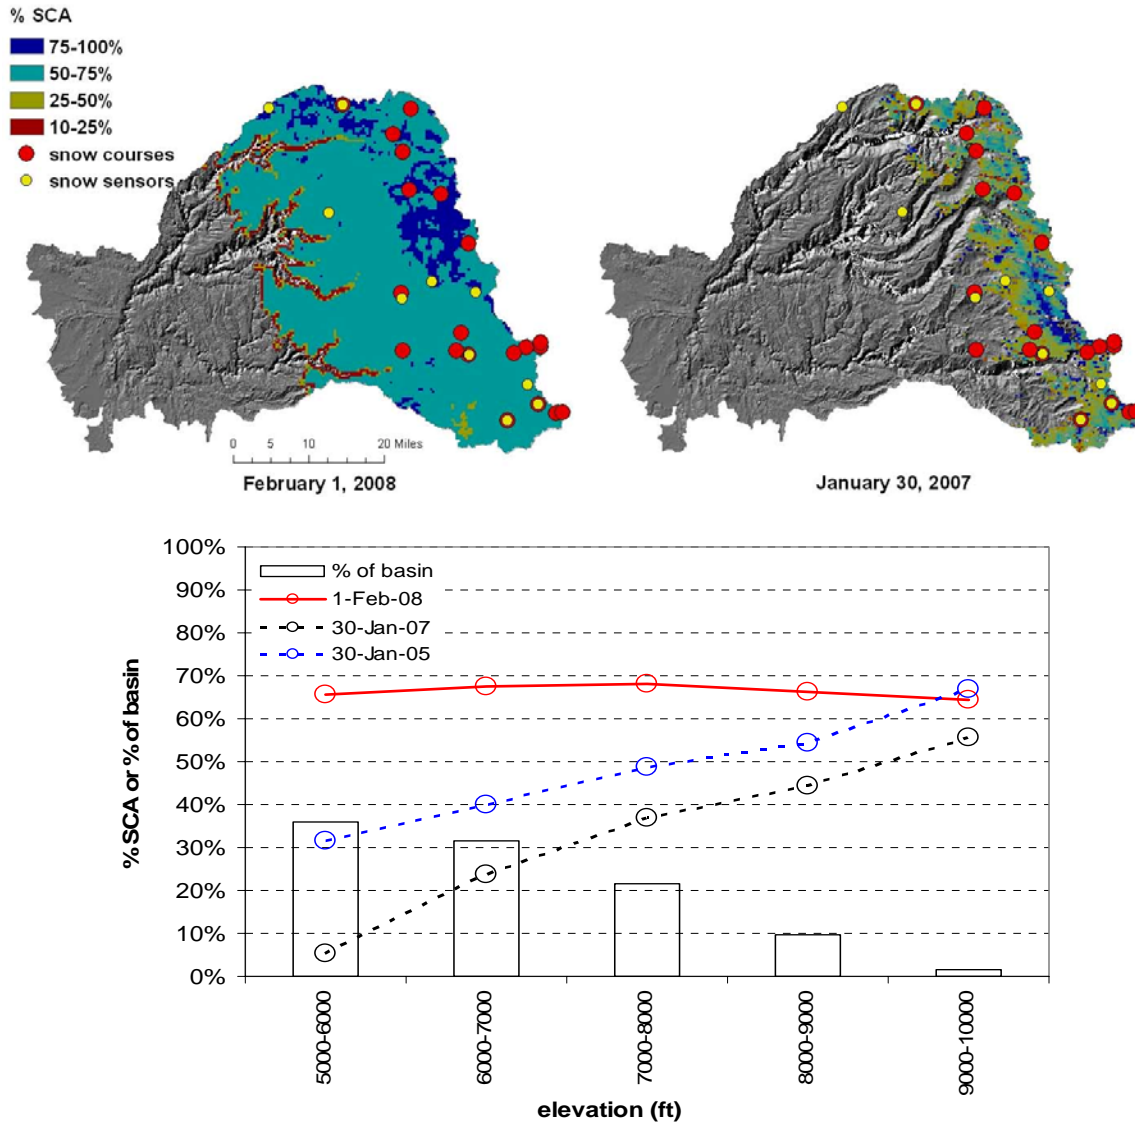 % SCA
75-100%
50-75%
25-50%
10-25%
snow courses
snow sensors
0 5 10 20 Miles
February 1, 2008
January 30, 2007
100%
90%
80%
70%
60%
50%
40%
30%
20%
10%
0%
%SCA or % of basin
% of basin
1-Feb-08
30-Jan-07
30-Jan-05
5000-6000
6000-7000
7000-8000
8000-9000
9000-10000
elevation (ft)